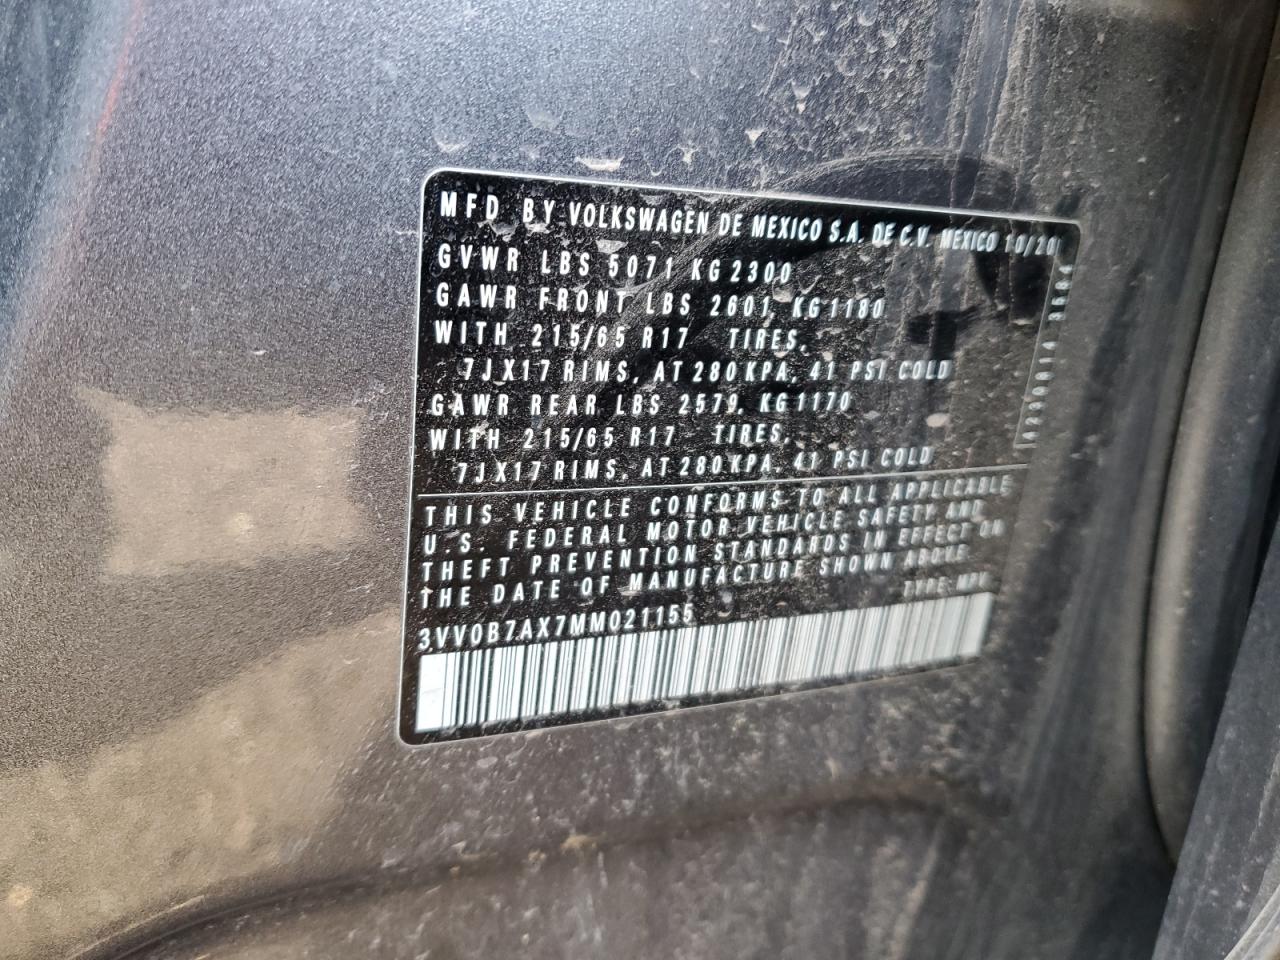 MFD BY VOLKSWAGEN DE MEXICO S.A. DE C.V. MEXICO 10/20
GVWR LBS 5071 KG 2300
GAWR FRONT LBS 2601, KG 1180
WITH 215/65 R17 TIRES,
7JX17 RIMS, AT 280 KPA, 41 PSI COLD
GAWR REAR LBS 2579, KG 1170
WITH 215/65 R17 TIRES,
7JX17 RIMS, AT 280 KPA, 41 PSI COLD
THIS VEHICLE CONFORMS TO ALL APPLICABLE
U.S. FEDERAL MOTOR VEHICLE SAFETY AND
THEFT PREVENTION STANDARDS IN EFFECT ON
THE DATE OF MANUFACTURE SHOWN ABOVE.
TYPE: MPV
3VV0B7AX7MM021155